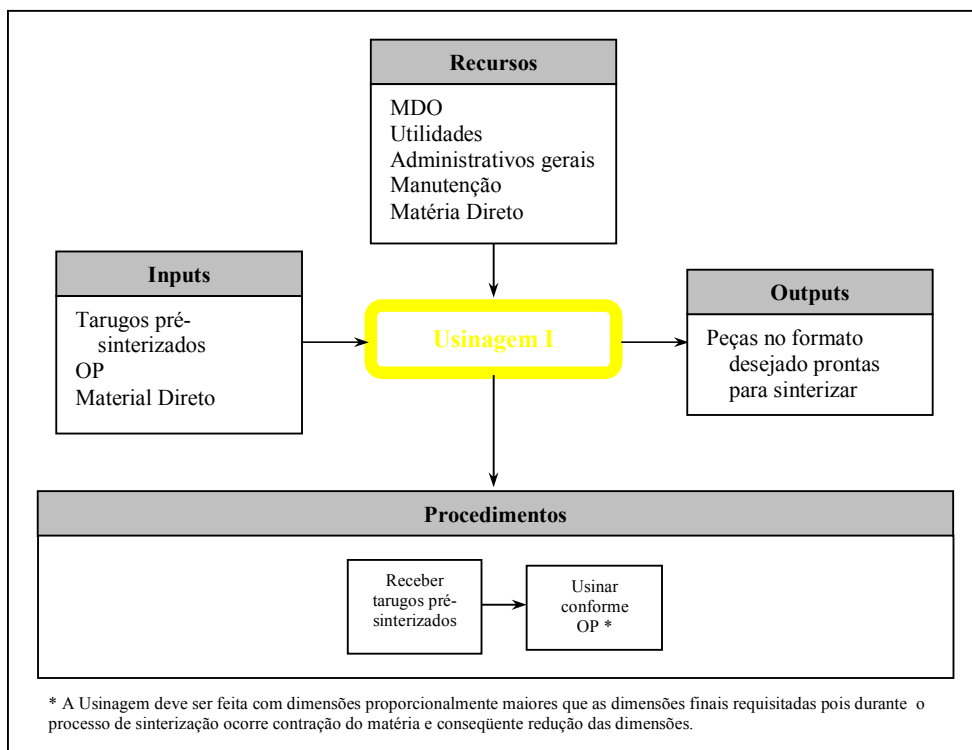 Recursos
MDO
Utilidades
Administrativos gerais
Manutenção
Matéria Direto
Inputs
Tarugos pré-
sinterizados
OP
Material Direto
Usinagem I
Outputs
Peças no formato
desejado prontas
para sinterizar
Procedimentos
Receber
tarugos pré-
sinterizados
Usinar
conforme
OP *
* A Usinagem deve ser feita com dimensões proporcionalmente maiores que as dimensões finais requisitadas pois durante o
processo de sinterização ocorre contração do matéria e conseqüente redução das dimensões.